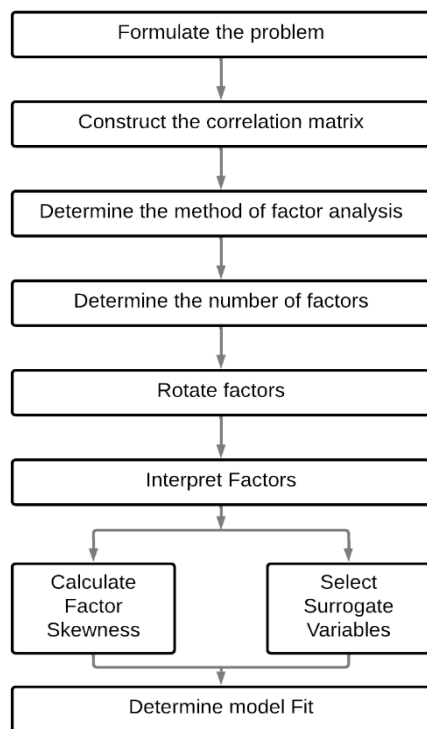 Formulate the problem
Construct the correlation matrix
Determine the method of factor analysis
Determine the number of factors
Rotate factors
Interpret Factors
Calculate
Factor
Skewness
Select
Surrogate
Variables
Determine model Fit